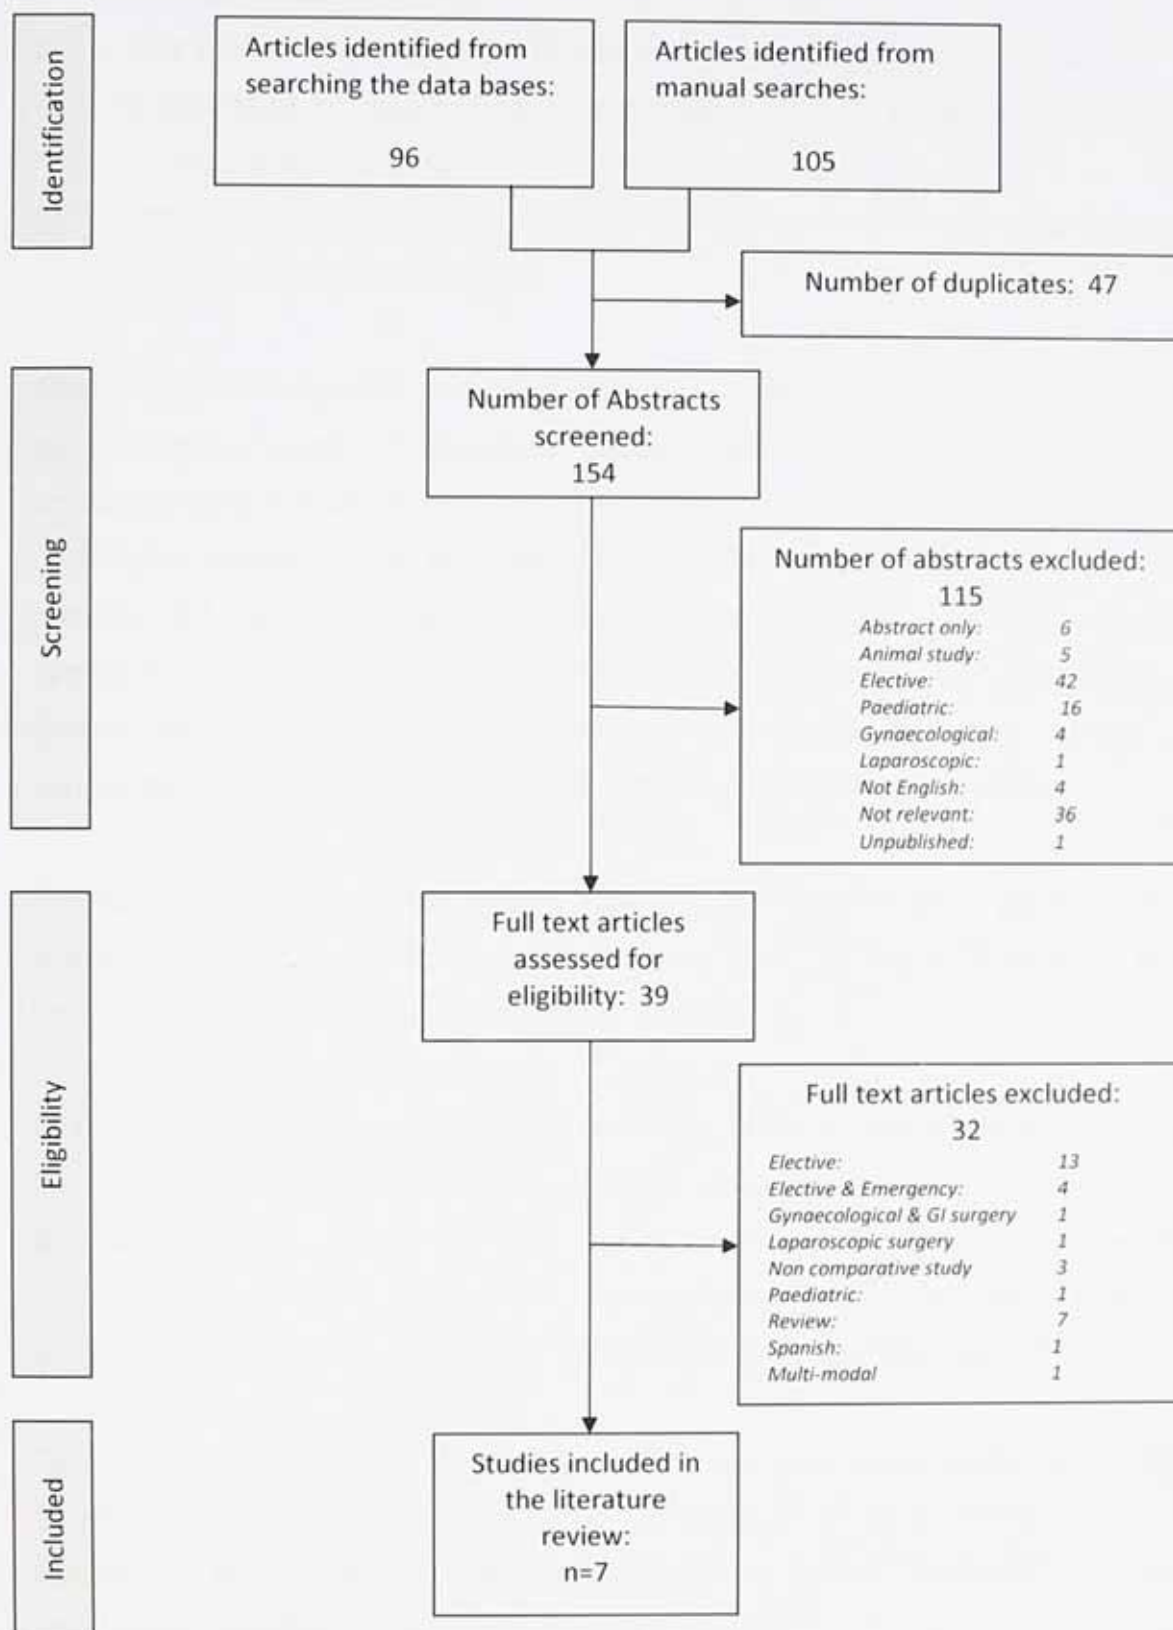 Identification
Articles identified from
searching the data bases:
96
Articles identified from
manual searches:
105
Number of duplicates: 47
Screening
Number of Abstracts
screened:
154
Number of abstracts excluded:
115
Abstract only: 6
Animal study: 5
Elective: 42
Paediatric: 16
Gynaecological: 4
Laparoscopic: 1
Not English: 4
Not relevant: 36
Unpublished: 1
Eligibility
Full text articles
assessed for
eligibility: 39
Full text articles excluded:
32
Elective: 13
Elective & Emergency: 4
Gynaecological & GI surgery 1
Laparoscopic surgery 1
Non comparative study 3
Paediatric: 1
Review: 7
Spanish: 1
Multi-modal 1
Included
Studies included in
the literature
review:
n=7